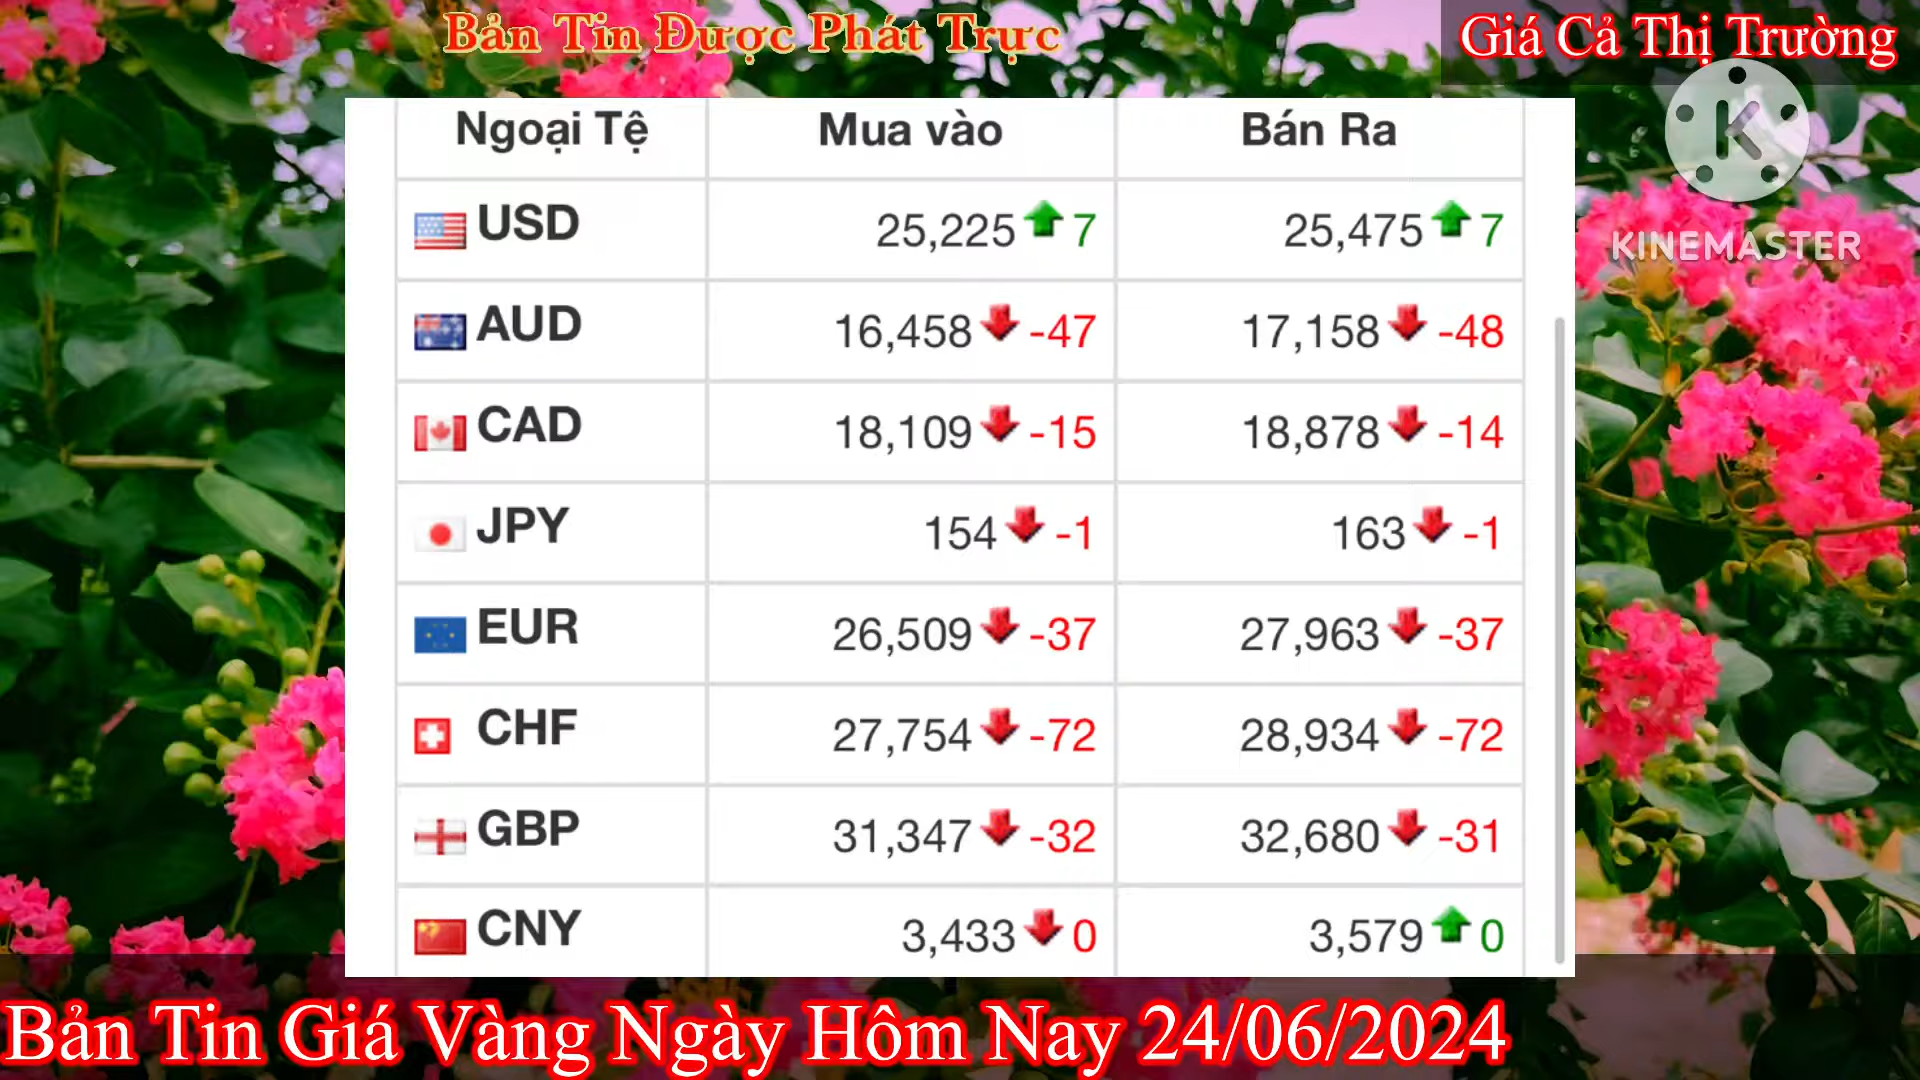 Bản Tin Được Phát Trực
Giá Cả Thị Trường
K
KINEMASTER
Ngoại Tệ Mua vào Bán Ra
USD 25,225 7 25,475 7
AUD 16,458 -47 17,158 -48
CAD 18,109 -15 18,878 -14
JPY 154 -1 163 -1
EUR 26,509 -37 27,963 -37
CHF 27,754 -72 28,934 -72
GBP 31,347 -32 32,680 -31
CNY 3,433 0 3,579 0
Bản Tin Giá Vàng Ngày Hôm Nay 24/06/2024